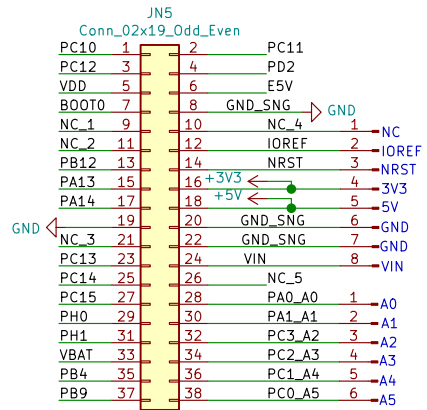 JN5
Conn_02x19_Odd_Even
PC10 1 2 PC11
PC12 3 4 PD2
VDD 5 6 E5V
BOOT0 7 8 GND_SNG GND
NC_1 9 10 NC_4 1 NC
NC_2 11 12 IOREF 2 IOREF
PB12 13 14 NRST 3 NRST
PA13 15 16 +3V3 4 3V3
PA14 17 18 +5V 5 5V
GND 19 20 GND_SNG 6 GND
NC_3 21 22 GND_SNG 7 GND
PC13 23 24 VIN 8 VIN
PC14 25 26 NC_5
PC15 27 28 PA0_A0 1 A0
PH0 29 30 PA1_A1 2 A1
PH1 31 32 PC3_A2 3 A2
VBAT 33 34 PC2_A3 4 A3
PB4 35 36 PC1_A4 5 A4
PB9 37 38 PC0_A5 6 A5